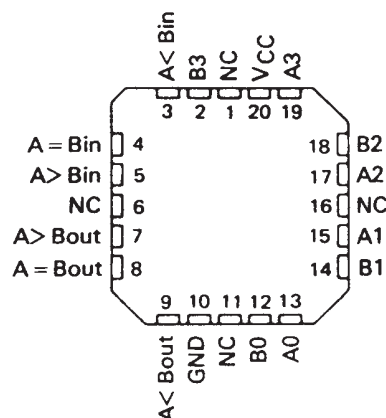 A< Bin
B3
NC
VCC
A3
3 2 1 20 19
A = Bin 4
A> Bin 5
NC 6
A> Bout 7
A = Bout 8
18 B2
17 A2
16 NC
15 A1
14 B1
9 10 11 12 13
A< Bout
GND
NC
B0
A0